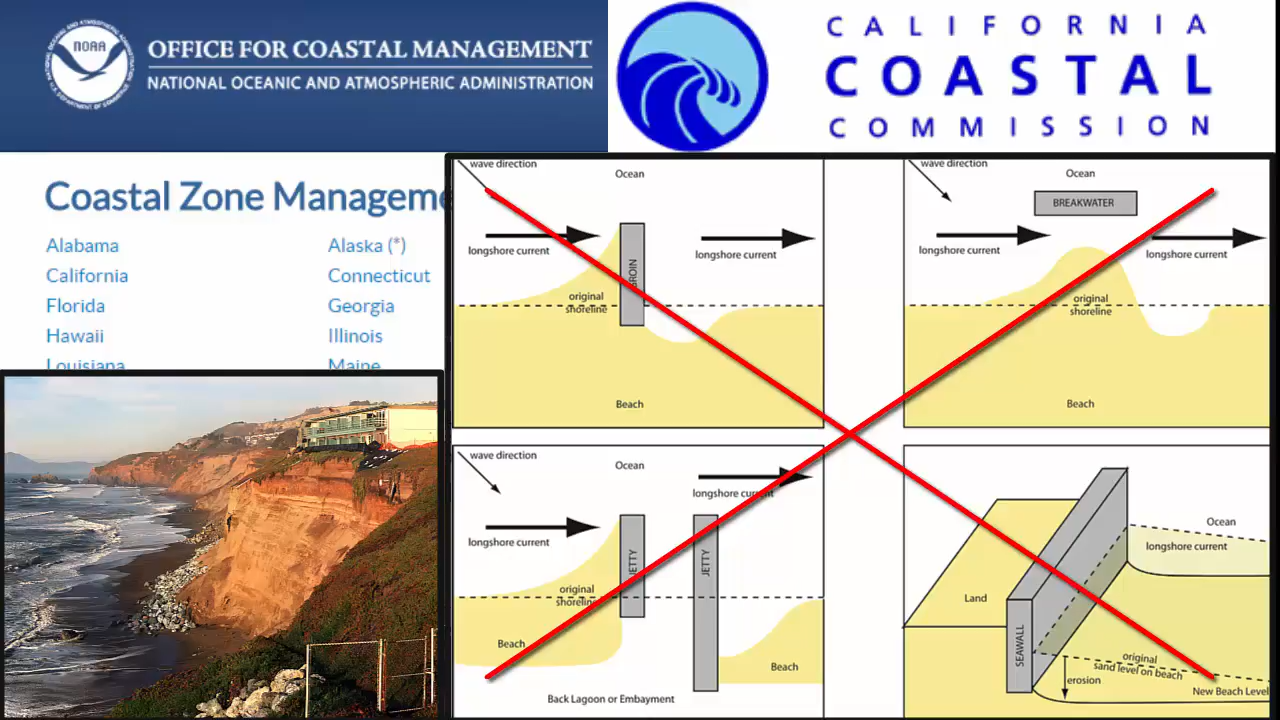 NOAA
OFFICE FOR COASTAL MANAGEMENT
NATIONAL OCEANIC AND ATMOSPHERIC ADMINISTRATION
CALIFORNIA
COASTAL
COMMISSION
Coastal Zone Manageme
Alabama
Alaska (*)
California
Connecticut
Florida
Georgia
Hawaii
Illinois
Louisiana
Maine
wave direction
Ocean
longshore current
GROIN
longshore current
original
shoreline
Beach
wave direction
Ocean
BREAKWATER
longshore current
longshore current
original
shoreline
Beach
wave direction
Ocean
longshore current
longshore current
JETTY
JETTY
original
shoreline
Beach
Beach
Back Lagoon or Embayment
Ocean
longshore current
Land
SEAWALL
original
sand level on beach
erosion
New Beach Level